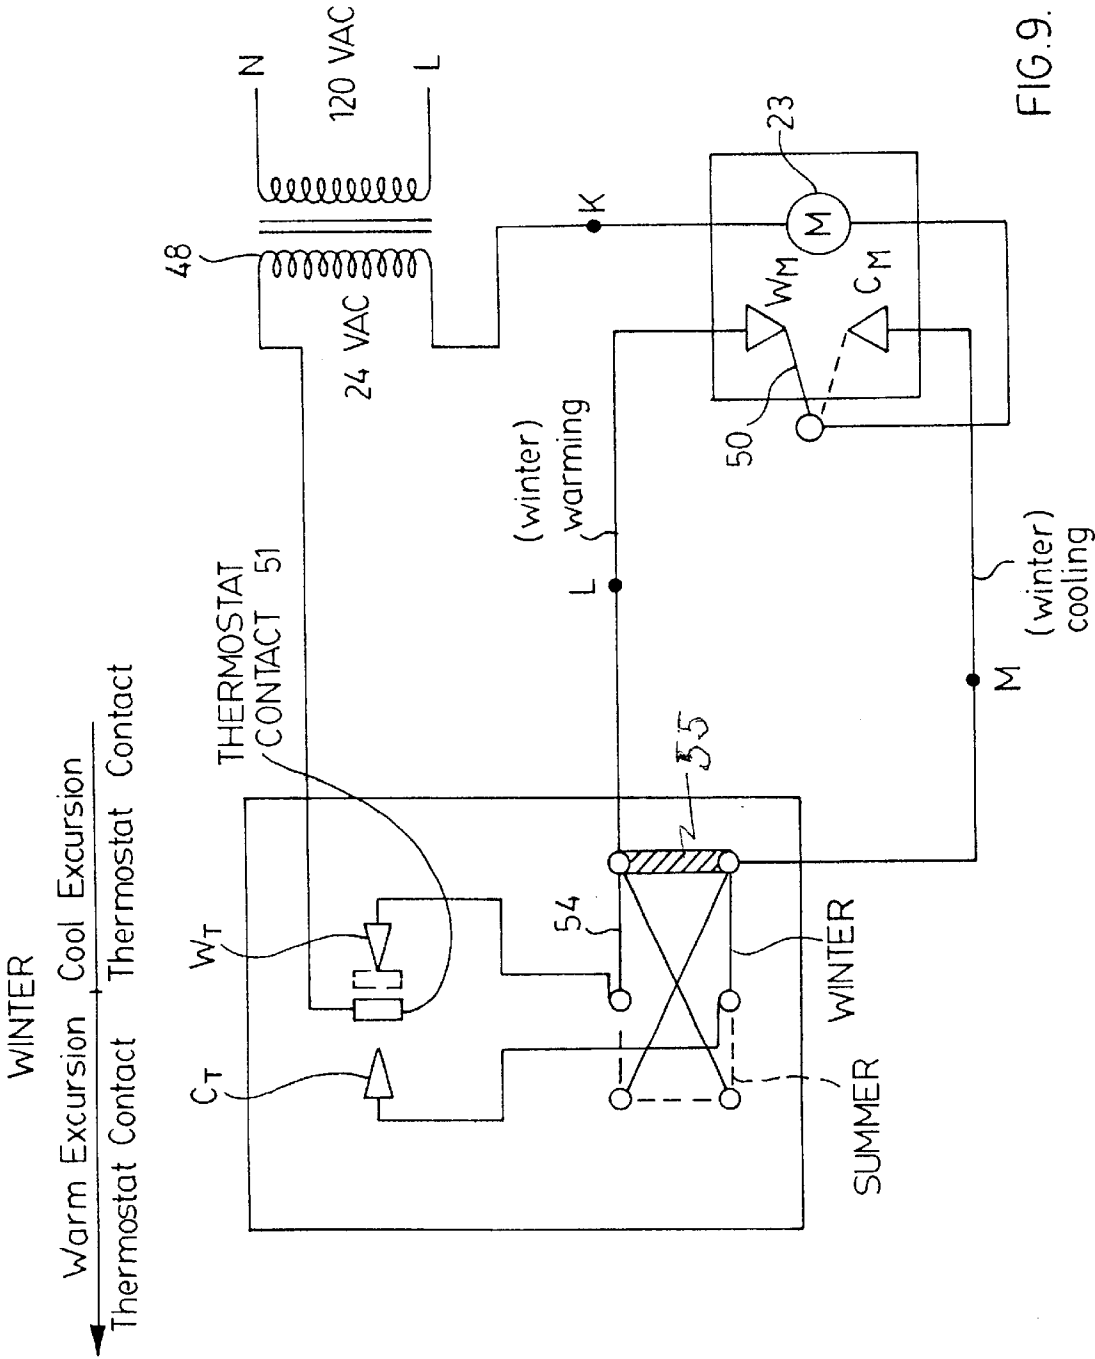 WINTER
Warm Excursion
Cool Excursion
Thermostat Contact
Thermostat Contact
THERMOSTAT
CONTACT 51
CT
WT
48
N
120 VAC
L
24 VAC
K
23
M
WM
CM
50
(winter)
warming
L
(winter)
cooling
M
54
55
WINTER
SUMMER
FIG.9.